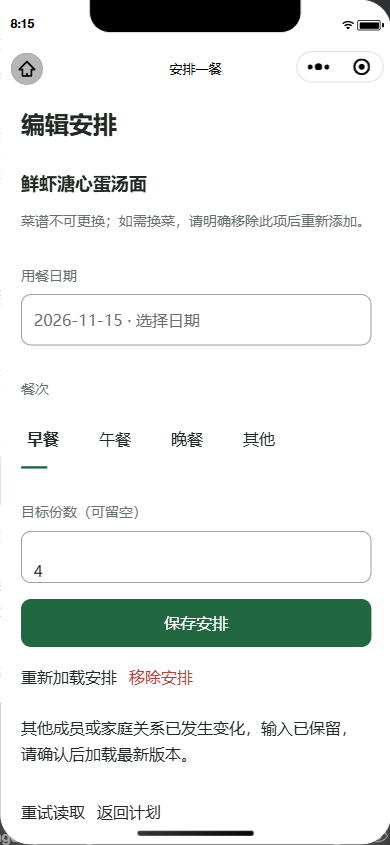 8:15
安排一餐
编辑安排
鲜虾溏心蛋汤面
菜谱不可更换；如需换菜，请明确移除此项后重新添加。
用餐日期
2026-11-15 · 选择日期
餐次
早餐 午餐 晚餐 其他
目标份数（可留空）
4
保存安排
重新加载安排 移除安排
其他成员或家庭关系已发生变化，输入已保留，
请确认后加载最新版本。
重试读取 返回计划